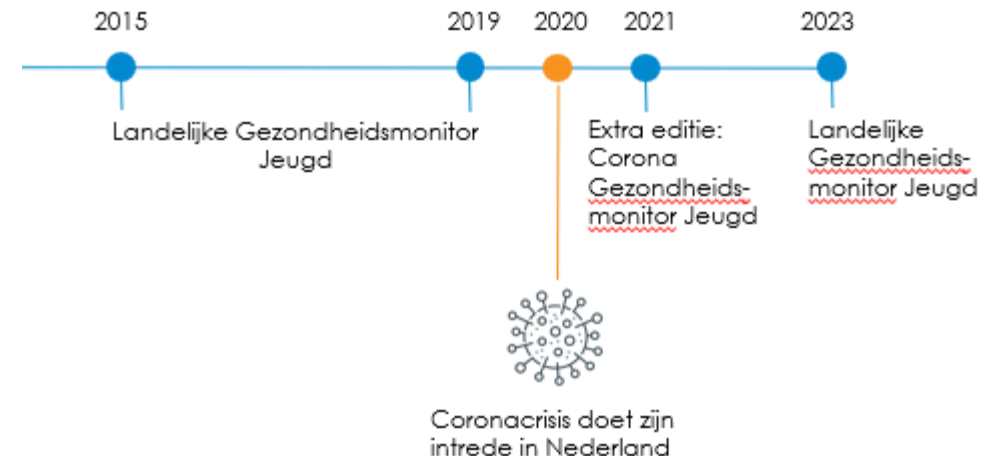 2015
2019
2020
2021
2023
Landelijke Gezondheidsmonitor
Jeugd
Extra editie:
Corona
Gezondheids-
monitor Jeugd
Landelijke
Gezondheids-
monitor Jeugd
Coronacrisis doet zijn
intrede in Nederland